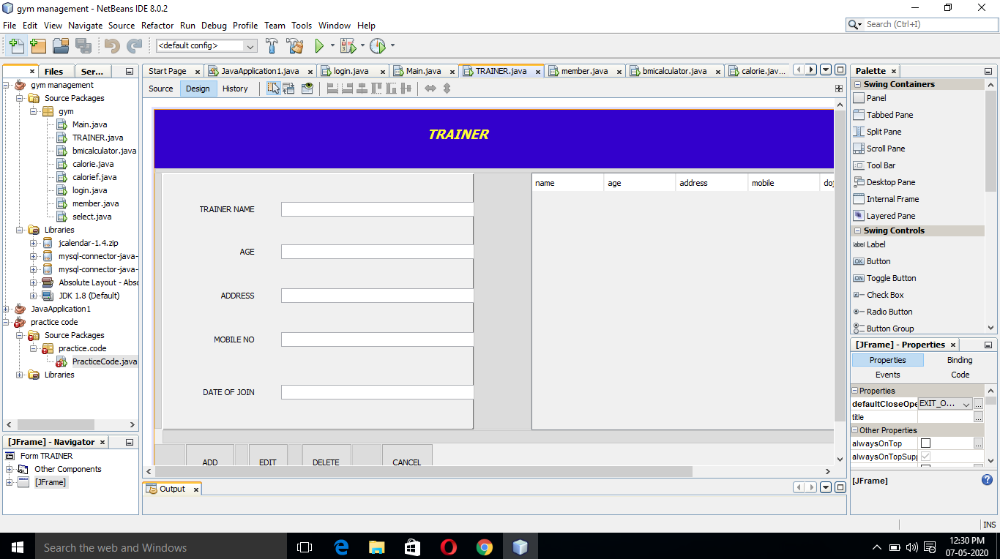 gym management - NetBeans IDE 8.0.2
File Edit View Navigate Source Refactor Run Debug Profile Team Tools Window Help
Search (Ctrl+I)
<default config>
Files Ser...
gym management
Source Packages
gym
Main.java
TRAINER.java
bmicalculator.java
calorie.java
calorief.java
login.java
member.java
select.java
Libraries
jcalendar-1.4.zip
mysql-connector-java-
mysql-connector-java-
Absolute Layout - Abso
JDK 1.8 (Default)
JavaApplication1
practice code
Source Packages
practice.code
PracticeCode.java
Libraries
[JFrame] - Navigator
Form TRAINER
Other Components
[JFrame]
Start Page JavaApplication1.java login.java Main.java TRAINER.java member.java bmicalculator.java calorie.jav...
Source Design History
TRAINER
TRAINER NAME
AGE
ADDRESS
MOBILE NO
DATE OF JOIN
name age address mobile doj
ADD EDIT DELETE CANCEL
Output
Palette
Swing Containers
Panel
Tabbed Pane
Split Pane
Scroll Pane
Tool Bar
Desktop Pane
Internal Frame
Layered Pane
Swing Controls
label Label
OK Button
ON Toggle Button
Check Box
Radio Button
Button Group
[JFrame] - Properties
Properties Binding
Events Code
Properties
defaultCloseOpe EXIT_O... ...
title ...
Other Properties
alwaysOnTop ...
alwaysOnTopSupp
[JFrame]
INS
Search the web and Windows
12:30 PM
07-05-2020